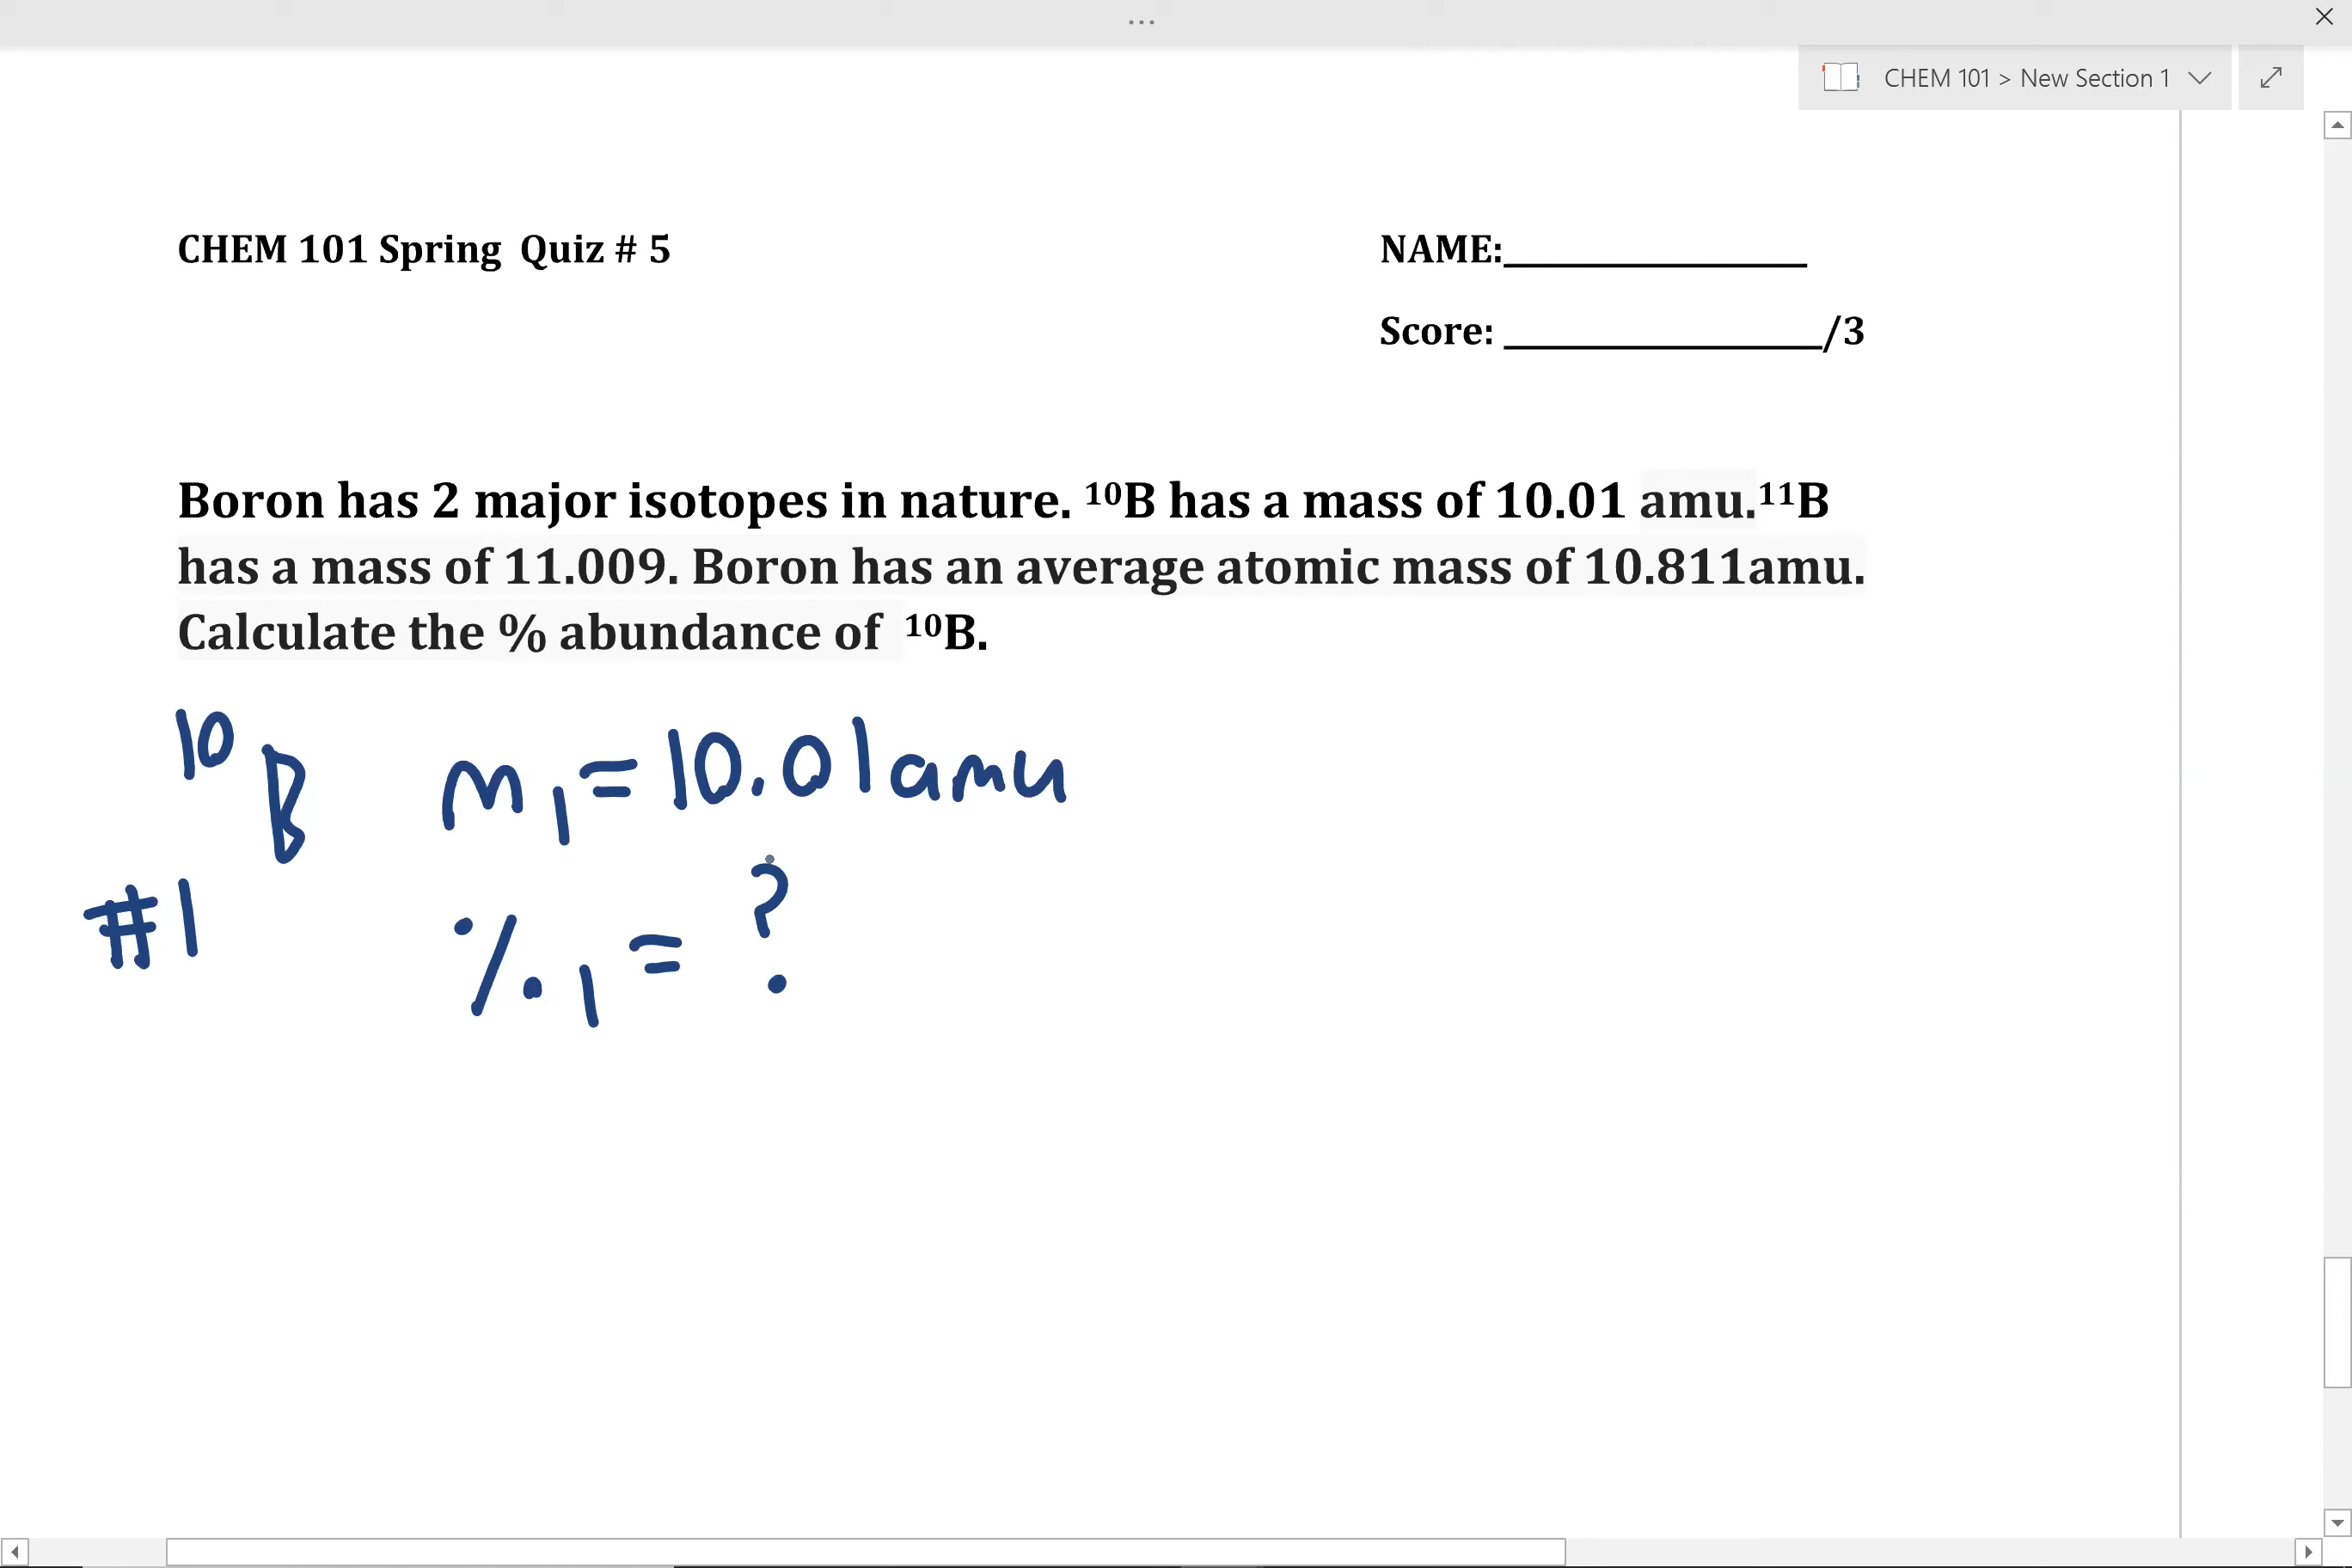 CHEM 101 > New Section 1
CHEM 101 Spring Quiz # 5
NAME:
Score: /3
Boron has 2 major isotopes in nature. ¹⁰B has a mass of 10.01 amu.¹¹B
has a mass of 11.009. Boron has an average atomic mass of 10.811amu.
Calculate the % abundance of ¹⁰B.
¹⁰B m₁=10.01amu
#1 %₁= ?